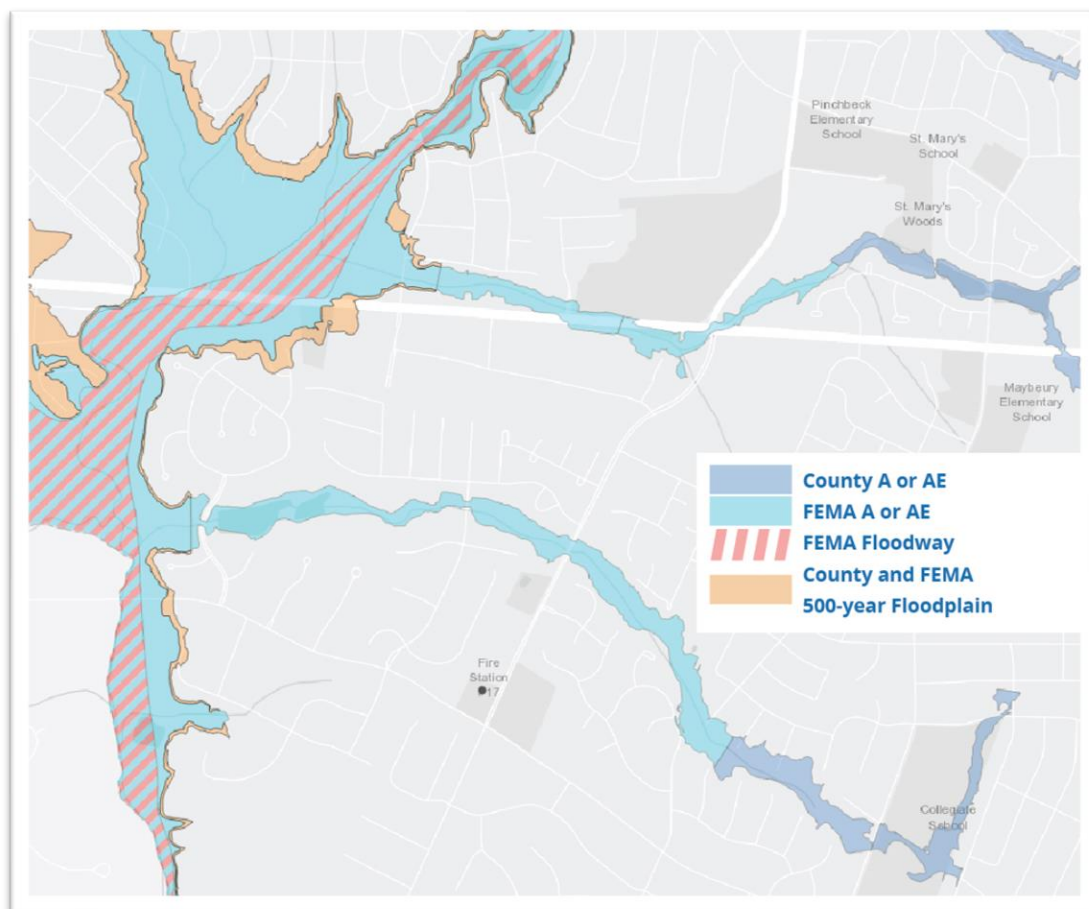 Pinchbeck
Elementary
School
St. Mary's
School
St. Mary's
Woods
Maybeury
Elementary
School
County A or AE
FEMA A or AE
FEMA Floodway
County and FEMA
500-year Floodplain
Fire
Station
17
Collegiate
School